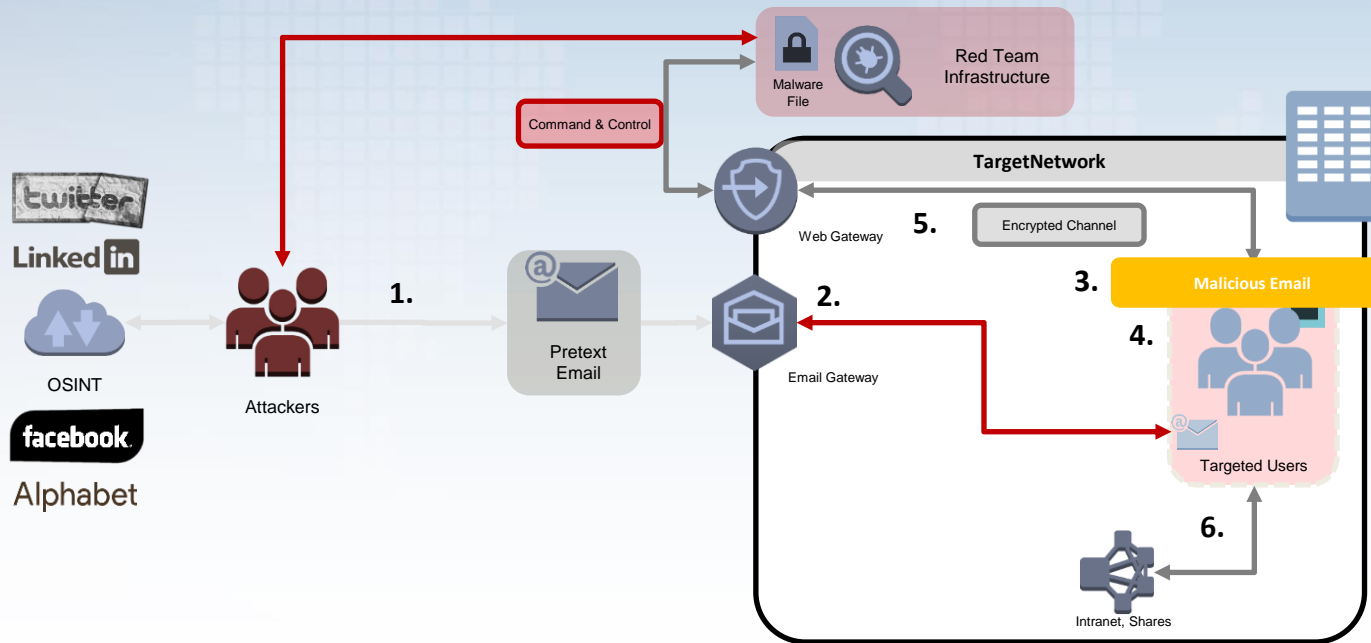 Malware
File
Red Team
Infrastructure
Command & Control
TargetNetwork
twitter
Linked in
OSINT
facebook
Alphabet
Attackers
1.
@
Pretext
Email
Web Gateway
5.
Encrypted Channel
2.
Email Gateway
3.
Malicious Email
4.
@
Targeted Users
6.
Intranet, Shares